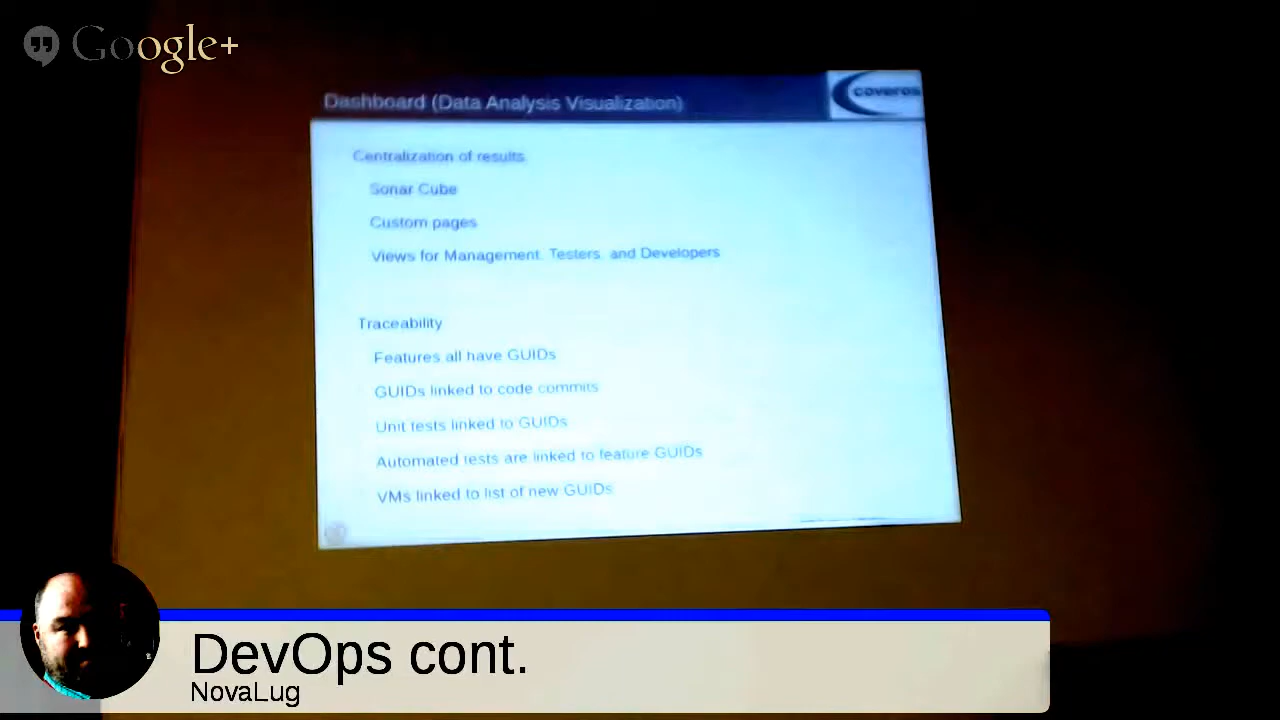 Google+
Dashboard (Data Analysis Visualization)
coveros
Centralization of results
Sonar Cube
Custom pages
Views for Management, Testers, and Developers
Traceability
Features all have GUIDs
GUIDs linked to code commits
Unit tests linked to GUIDs
Automated tests are linked to feature GUIDs
VMs linked to list of new GUIDs
DevOps cont.
NovaLug